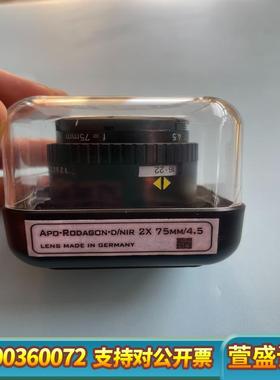 4.5 f = 75mm
APO-RODAGON-D/NIR 2X 75MM/4.5
LENS MADE IN GERMANY
00360072 支持对公开票 萱盛